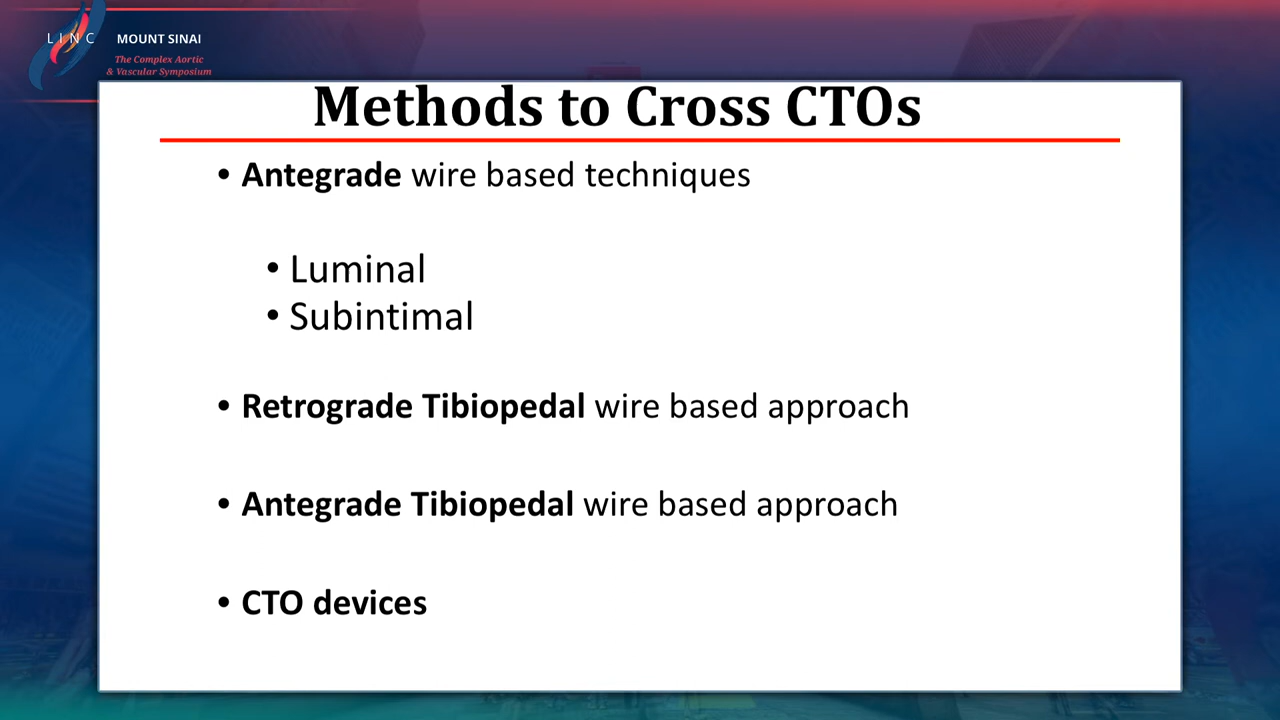 LINC
MOUNT SINAI
The Complex Aortic
& Vascular Symposium
Methods to Cross CTOs
• Antegrade wire based techniques
• Luminal
• Subintimal
• Retrograde Tibiopedal wire based approach
• Antegrade Tibiopedal wire based approach
• CTO devices